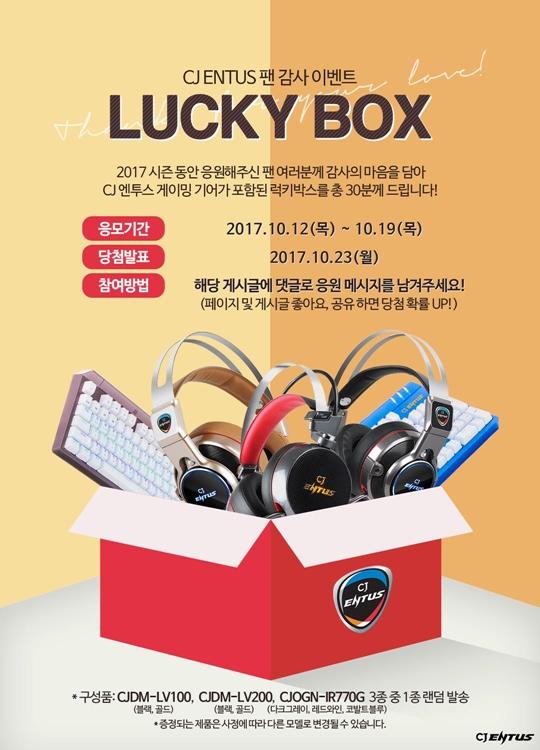 CJ ENTUS 팬 감사 이벤트
LUCKY BOX
2017 시즌 동안 응원해주신 팬 여러분께 감사의 마음을 담아
CJ 엔투스 게이밍 기어가 포함된 럭키박스를 총 30분께 드립니다!
응모기간 2017.10.12(목) ~ 10.19(목)
당첨발표 2017.10.23(월)
참여방법 해당 게시글에 댓글로 응원 메시지를 남겨주세요!
(페이지 및 게시글 좋아요, 공유 하면 당첨 확률 UP!)
CJ ENTUS
CJ
ENTUS
CJ
ENTUS
CJ
ENTUS
* 구성품: CJDM-LV100, CJDM-LV200, CJOGN-IR770G 3종 중 1종 랜덤 발송
(블랙, 골드) (블랙, 골드) (다크그레이, 레드와인, 코발트블루)
* 증정되는 제품은 사정에 따라 다른 모델로 변경될 수 있습니다.
CJ ENTUS